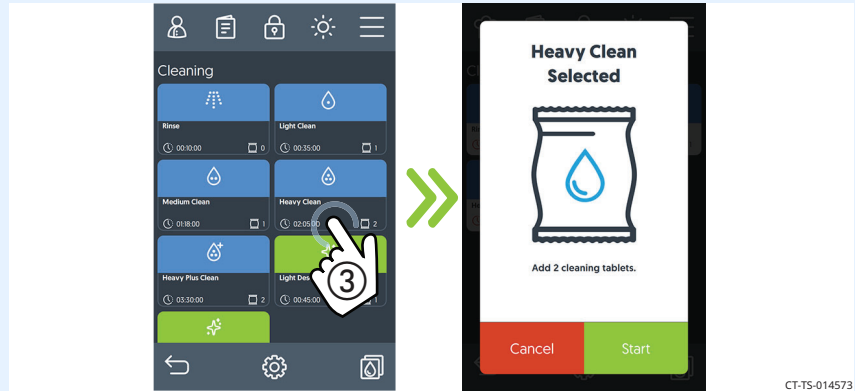 Cleaning
Rinse
00:10:00 0
Light Clean
00:35:00 1
Medium Clean
01:18:00 1
Heavy Clean
02:05:00 2
Heavy Plus Clean
03:30:00 2
Light Des
00:45:00 1
3
Heavy Clean
Selected
Add 2 cleaning tablets.
Cancel Start
CT-TS-014573